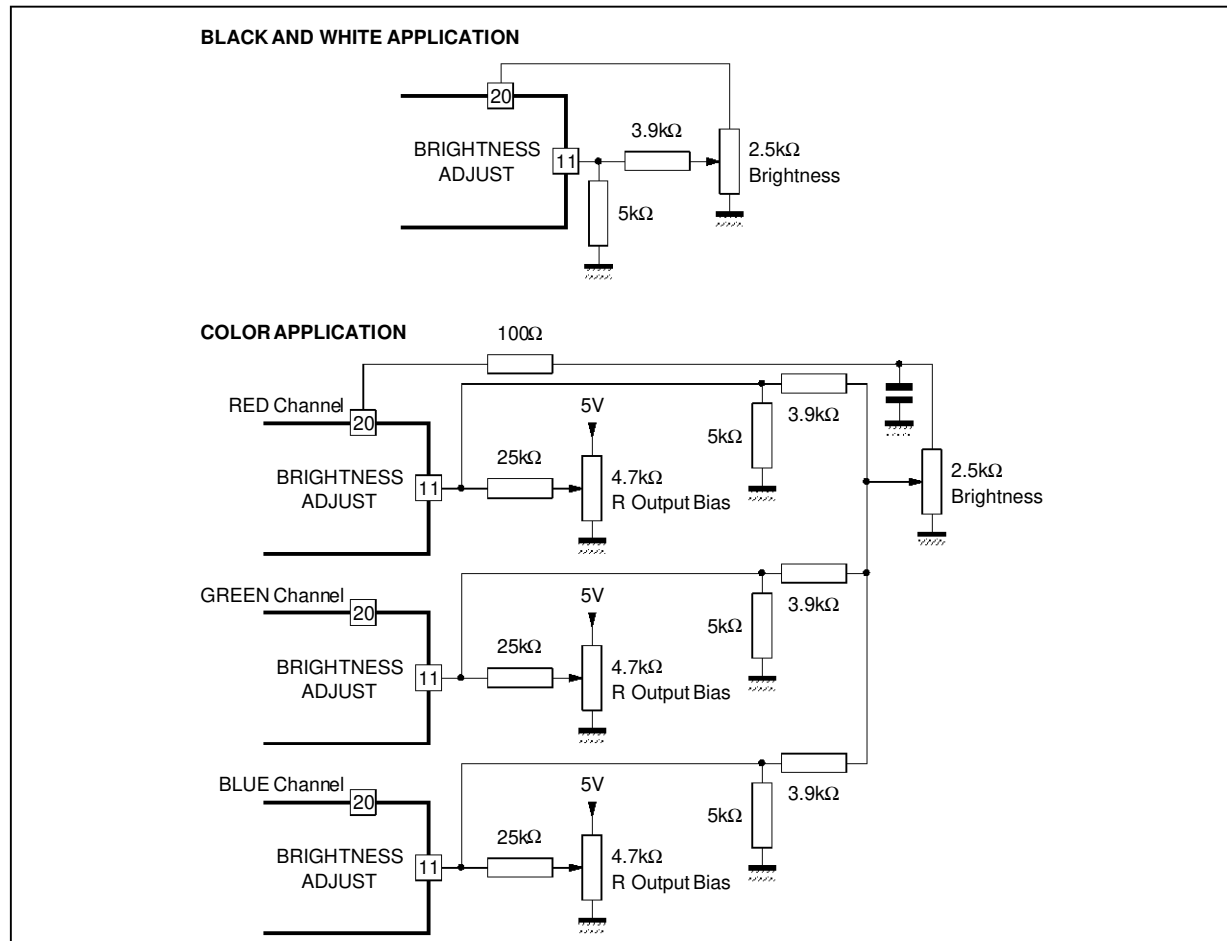 BLACK AND WHITE APPLICATION
20
BRIGHTNESS
ADJUST
11
3.9kΩ
2.5kΩ
Brightness
5kΩ
COLOR APPLICATION
100Ω
RED Channel
20
BRIGHTNESS
ADJUST
11
25kΩ
5V
4.7kΩ
R Output Bias
5kΩ
3.9kΩ
2.5kΩ
Brightness
GREEN Channel
20
BRIGHTNESS
ADJUST
11
25kΩ
5V
4.7kΩ
R Output Bias
5kΩ
3.9kΩ
BLUE Channel
20
BRIGHTNESS
ADJUST
11
25kΩ
5V
4.7kΩ
R Output Bias
5kΩ
3.9kΩ